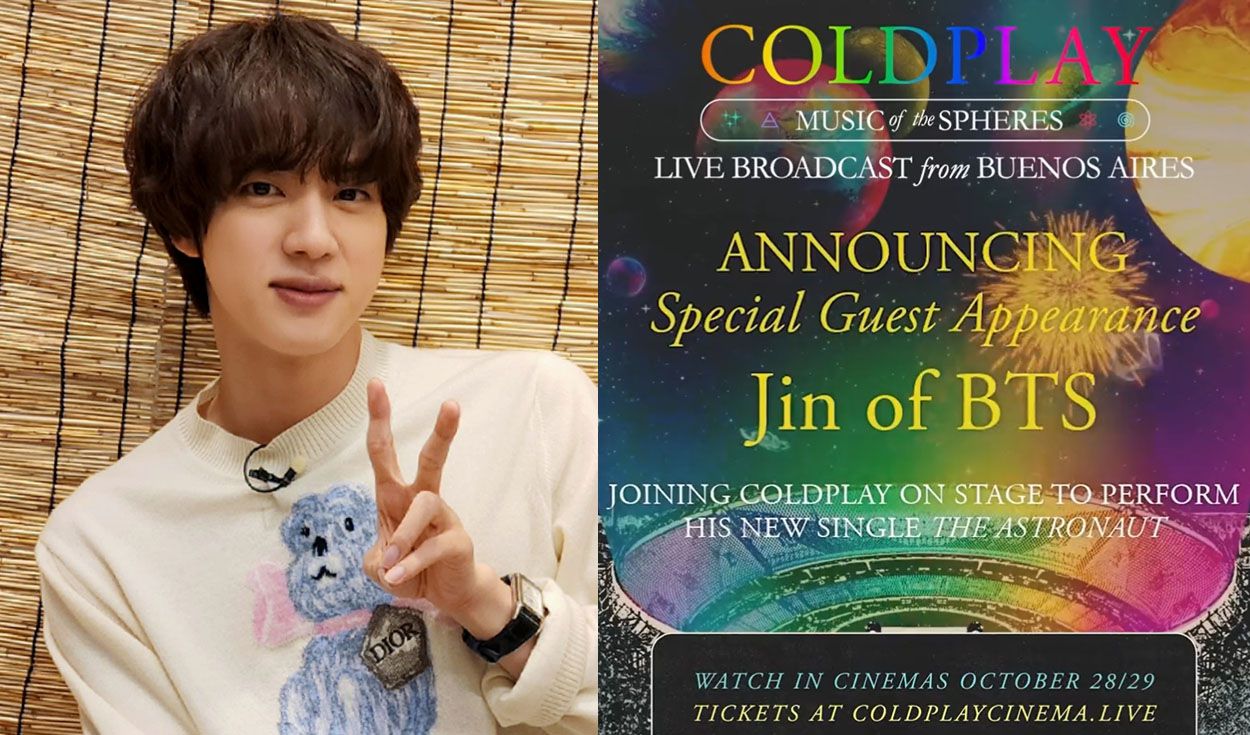 DIOR
COLDPLAY
MUSIC of the SPHERES
LIVE BROADCAST from BUENOS AIRES
ANNOUNCING
Special Guest Appearance
Jin of BTS
JOINING COLDPLAY ON STAGE TO PERFORM
HIS NEW SINGLE THE ASTRONAUT
WATCH IN CINEMAS OCTOBER 28/29
TICKETS AT COLDPLAYCINEMA.LIVE